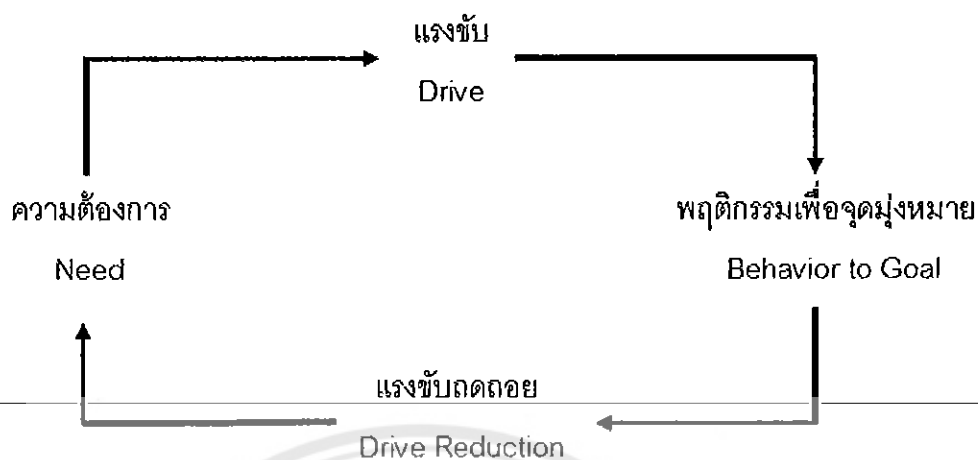 แรงขับ
Drive
ความต้องการ
Need
พฤติกรรมเพื่อจุดมุ่งหมาย
Behavior to Goal
แรงขับถดถอย
Drive Reduction